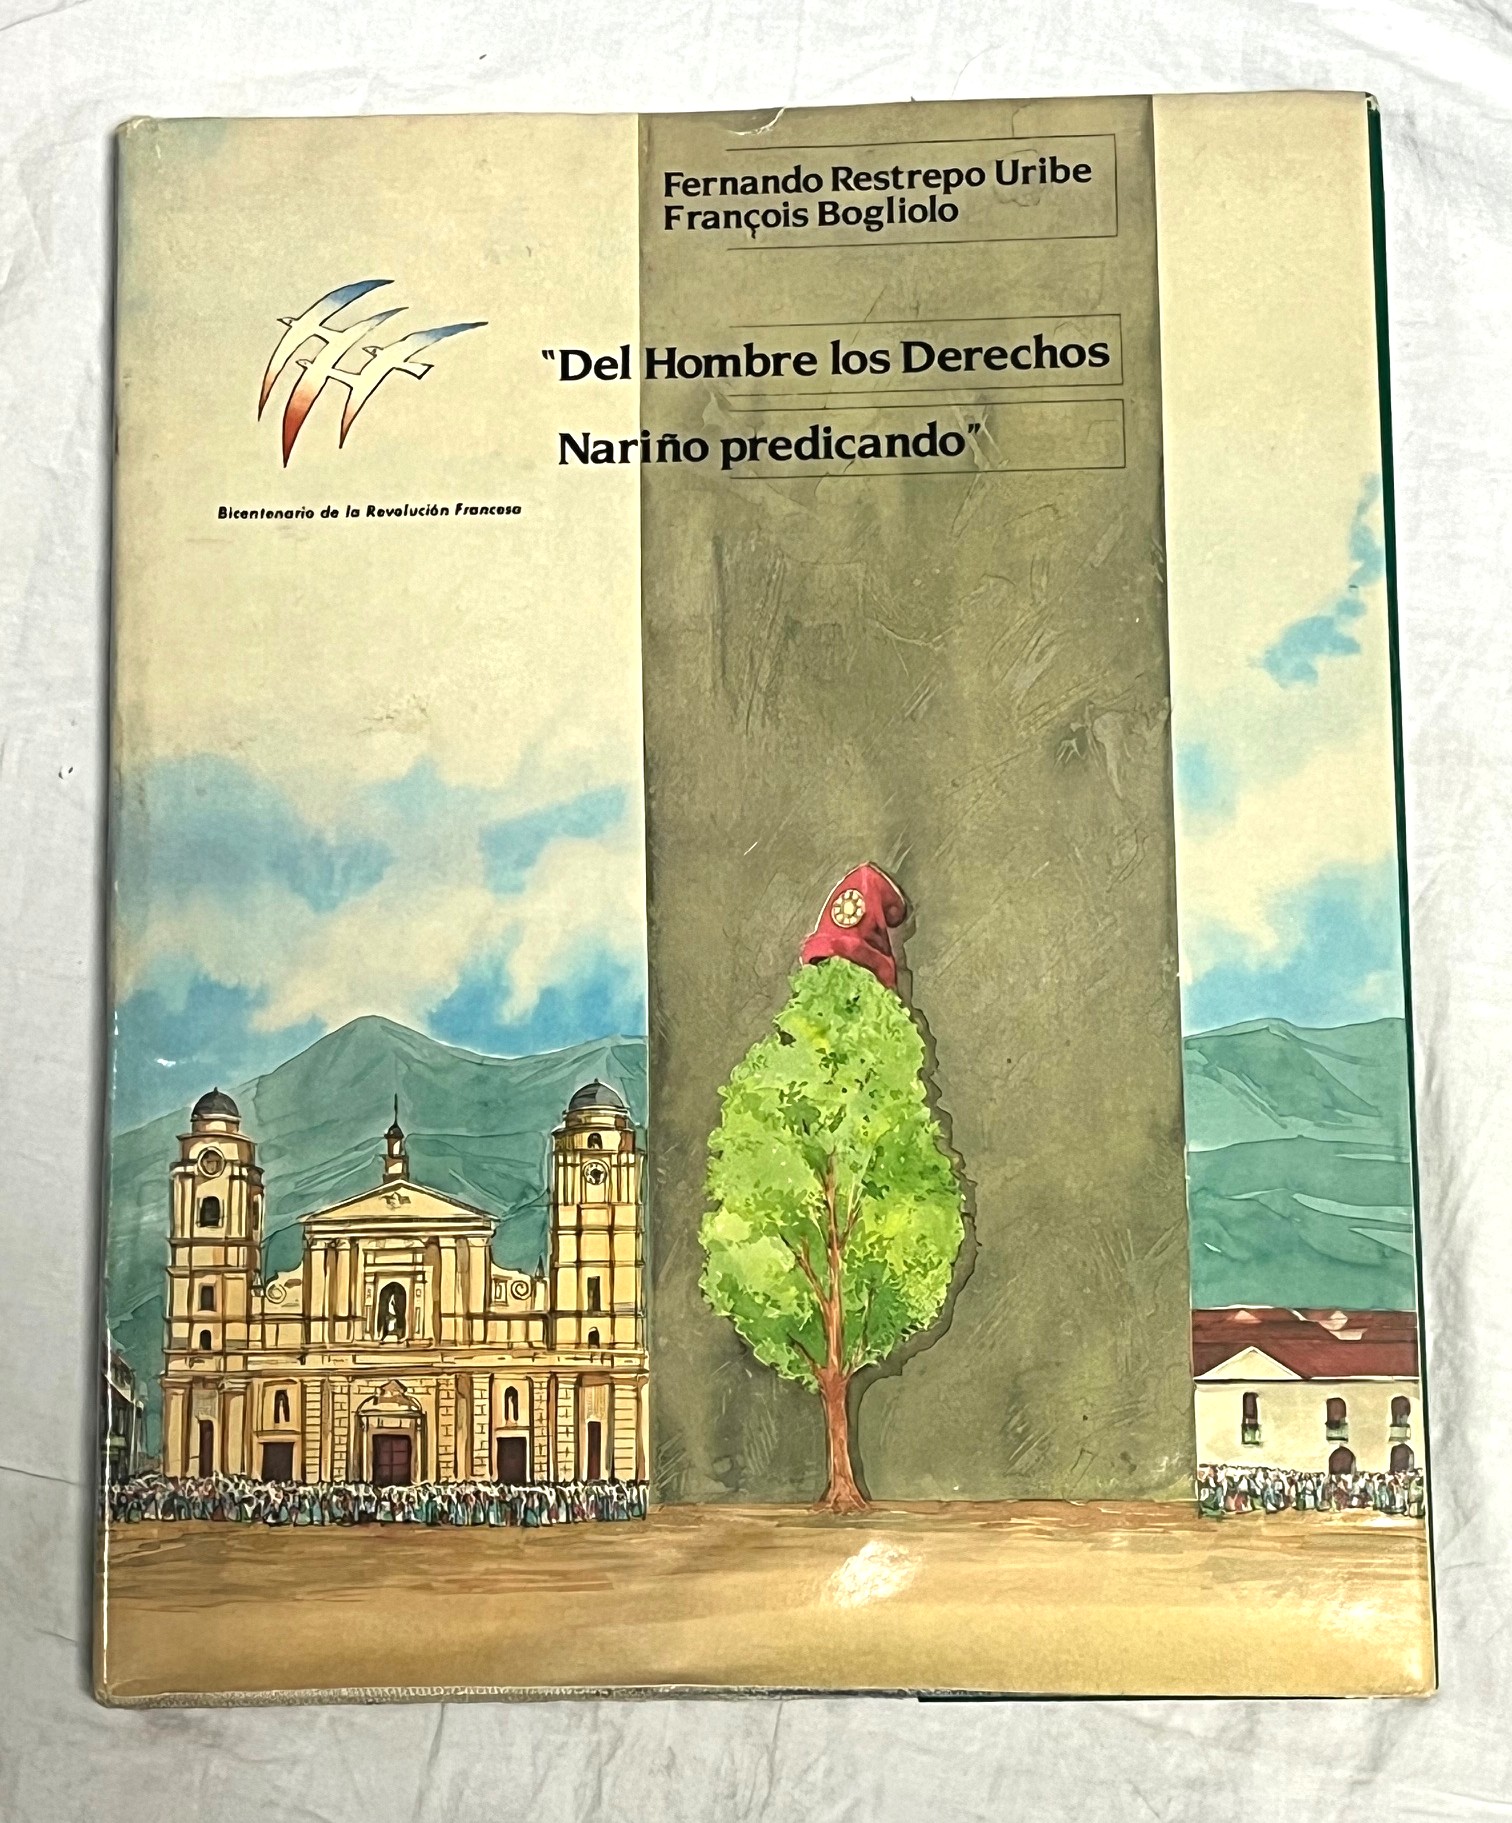 Fernando Restrepo Uribe
François Bogliolo
"Del Hombre los Derechos
Nariño predicando"
Bicentenario de la Revolución Francesa